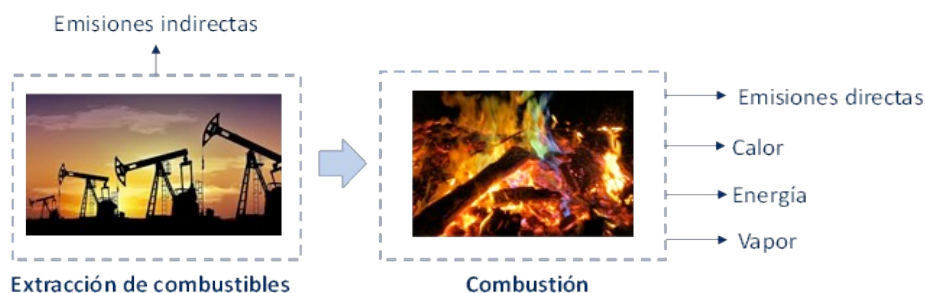 Emisiones indirectas
Emisiones directas
Calor
Energía
Vapor
Extracción de combustibles
Combustión